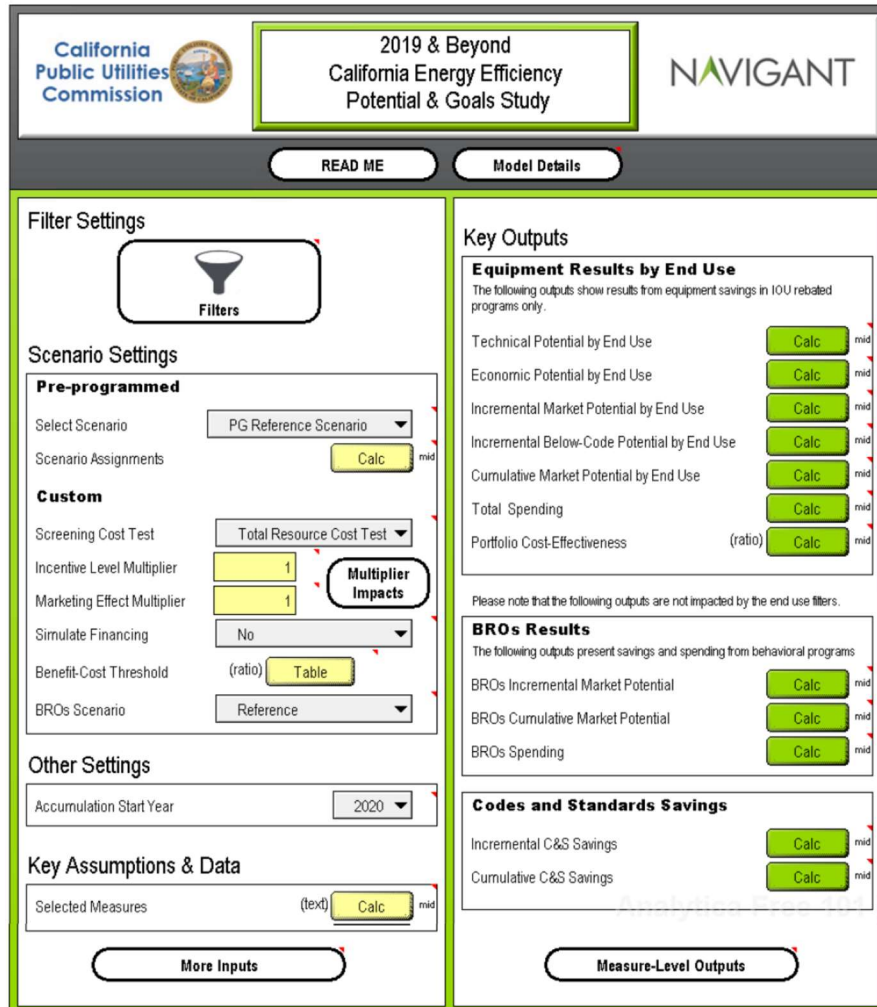 California
Public Utilities
Commission
2019 & Beyond
California Energy Efficiency
Potential & Goals Study
NAVIGANT
READ ME
Model Details
Filter Settings
Filters
Scenario Settings
Pre-programmed
Select Scenario PG Reference Scenario
Scenario Assignments Calc mid
Custom
Screening Cost Test Total Resource Cost Test
Incentive Level Multiplier 1
Multiplier
Impacts
Marketing Effect Multiplier 1
Simulate Financing No
Benefit-Cost Threshold (ratio) Table
BROs Scenario Reference
Other Settings
Accumulation Start Year 2020
Key Assumptions & Data
Selected Measures (text) Calc mid
More Inputs
Key Outputs
Equipment Results by End Use
The following outputs show results from equipment savings in IOU rebated
programs only.
Technical Potential by End Use Calc mid
Economic Potential by End Use Calc mid
Incremental Market Potential by End Use Calc mid
Incremental Below-Code Potential by End Use Calc mid
Cumulative Market Potential by End Use Calc mid
Total Spending Calc mid
Portfolio Cost-Effectiveness (ratio) Calc mid
Please note that the following outputs are not impacted by the end use filters.
BROs Results
The following outputs present savings and spending from behavioral programs
BROs Incremental Market Potential Calc mid
BROs Cumulative Market Potential Calc mid
BROs Spending Calc mid
Codes and Standards Savings
Incremental C&S Savings Calc mid
Cumulative C&S Savings Calc mid
Analytica Free 101
Measure-Level Outputs